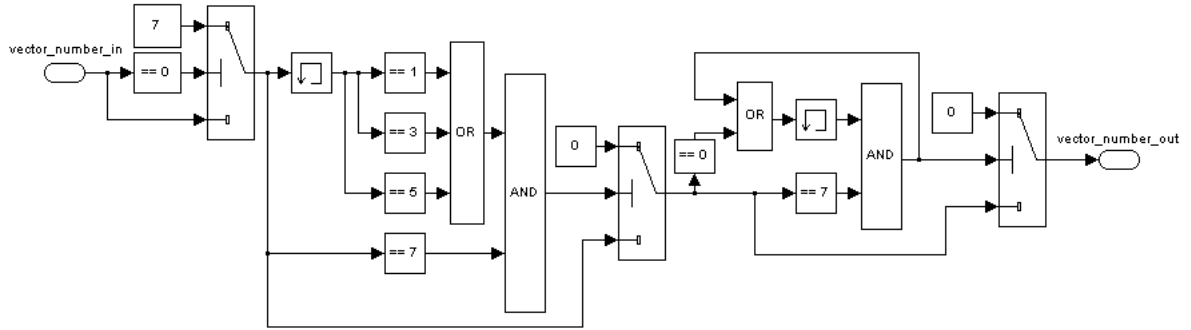 7
vector_number_in
== 0
== 1
== 3
== 5
== 7
OR
AND
0
== 0
OR
== 7
AND
0
vector_number_out